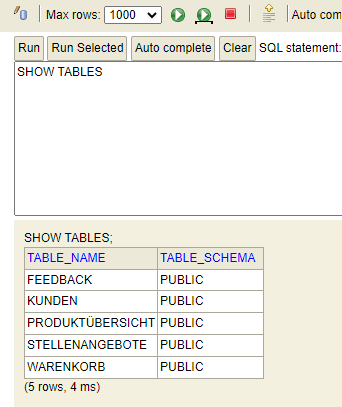 Max rows: 1000 Auto com
Run Run Selected Auto complete Clear SQL statement:
SHOW TABLES
SHOW TABLES;
TABLE_NAME TABLE_SCHEMA
FEEDBACK PUBLIC
KUNDEN PUBLIC
PRODUKTÜBERSICHT PUBLIC
STELLENANGEBOTE PUBLIC
WARENKORB PUBLIC
(5 rows, 4 ms)